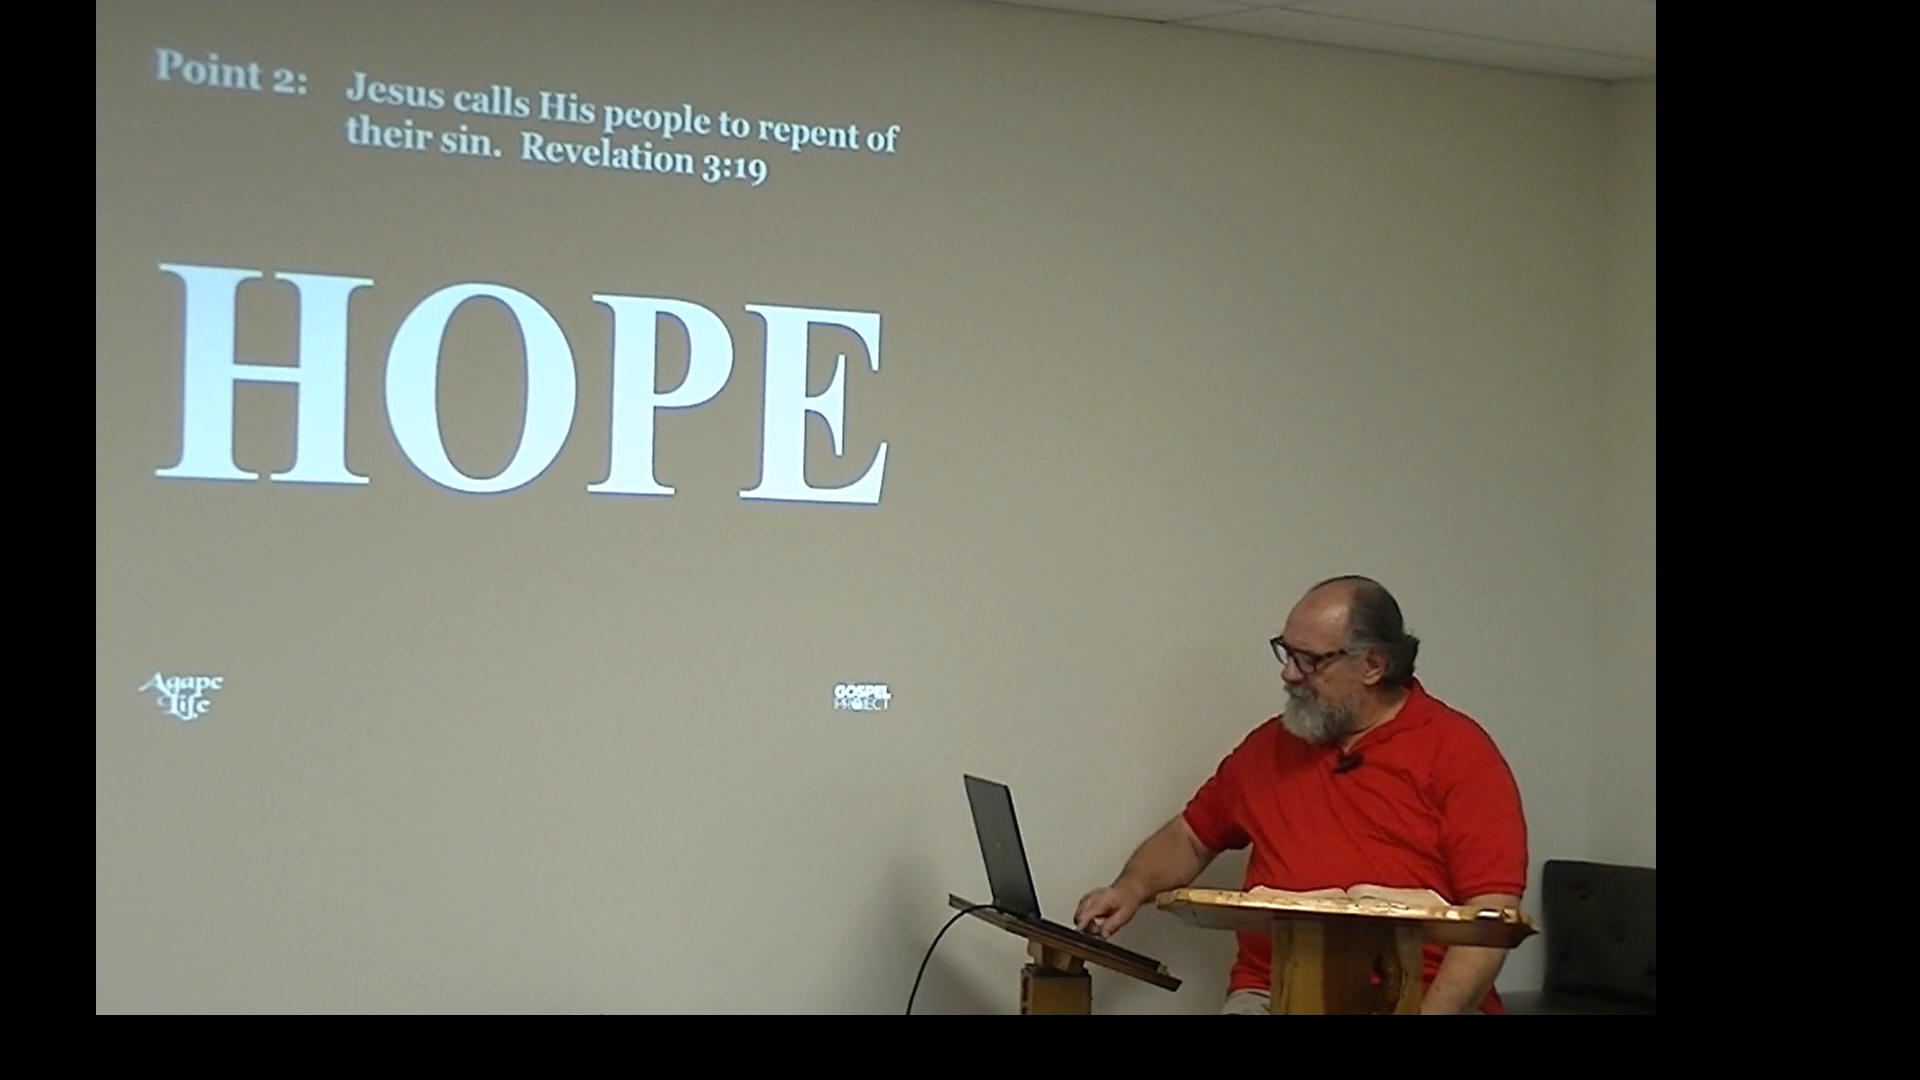 Point 2: Jesus calls His people to repent of
their sin. Revelation 3:19
HOPE
Agape
Life
GOSPEL
PROJECT